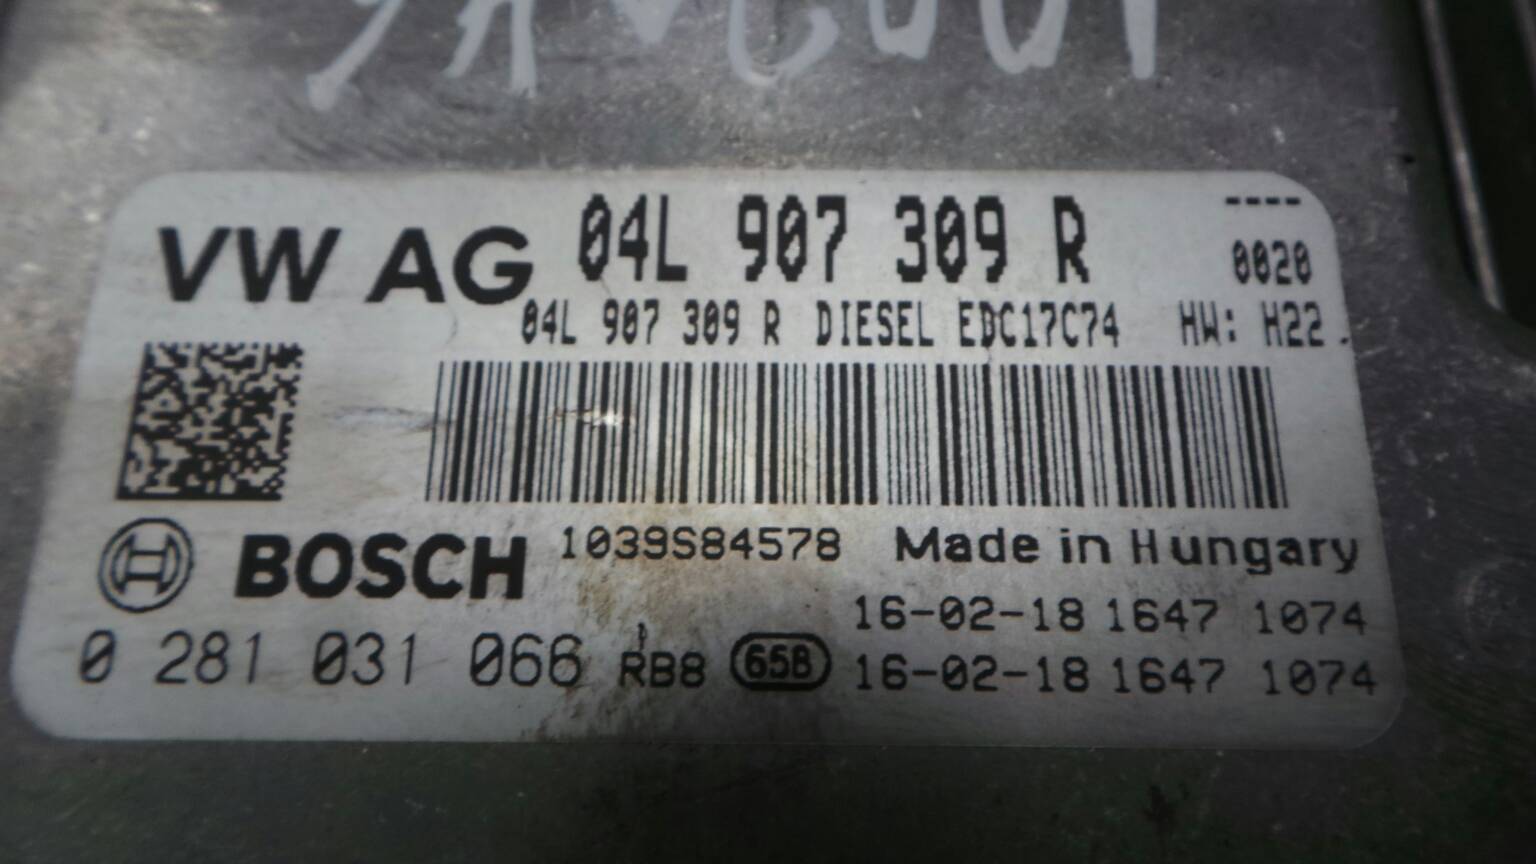 VW AG 04L 907 309 R ----
0020
04L 907 309 R DIESEL EDC17C74 HW: H22
BOSCH 1039S84578 Made in Hungary
16-02-18 1647 1074
0 281 031 066 RB8 65B 16-02-18 1647 1074